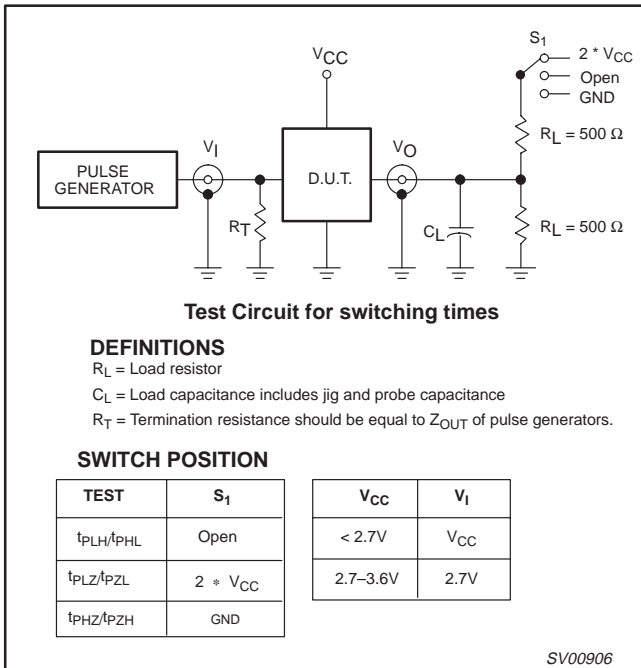 S1
2 * VCC
Open
GND
VCC
RL = 500 Ω
VI
VO
PULSE
GENERATOR
D.U.T.
RT
CL
RL = 500 Ω
Test Circuit for switching times
DEFINITIONS
RL = Load resistor
CL = Load capacitance includes jig and probe capacitance
RT = Termination resistance should be equal to ZOUT of pulse generators.
SWITCH POSITION
TEST S1
tPLH/tPHL Open
tPLZ/tPZL 2 * VCC
tPHZ/tPZH GND
VCC VI
< 2.7V VCC
2.7–3.6V 2.7V
SV00906